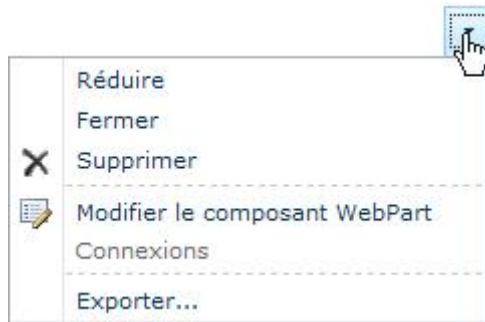 Réduire
Fermer
Supprimer
Modifier le composant WebPart
Connexions
Exporter...